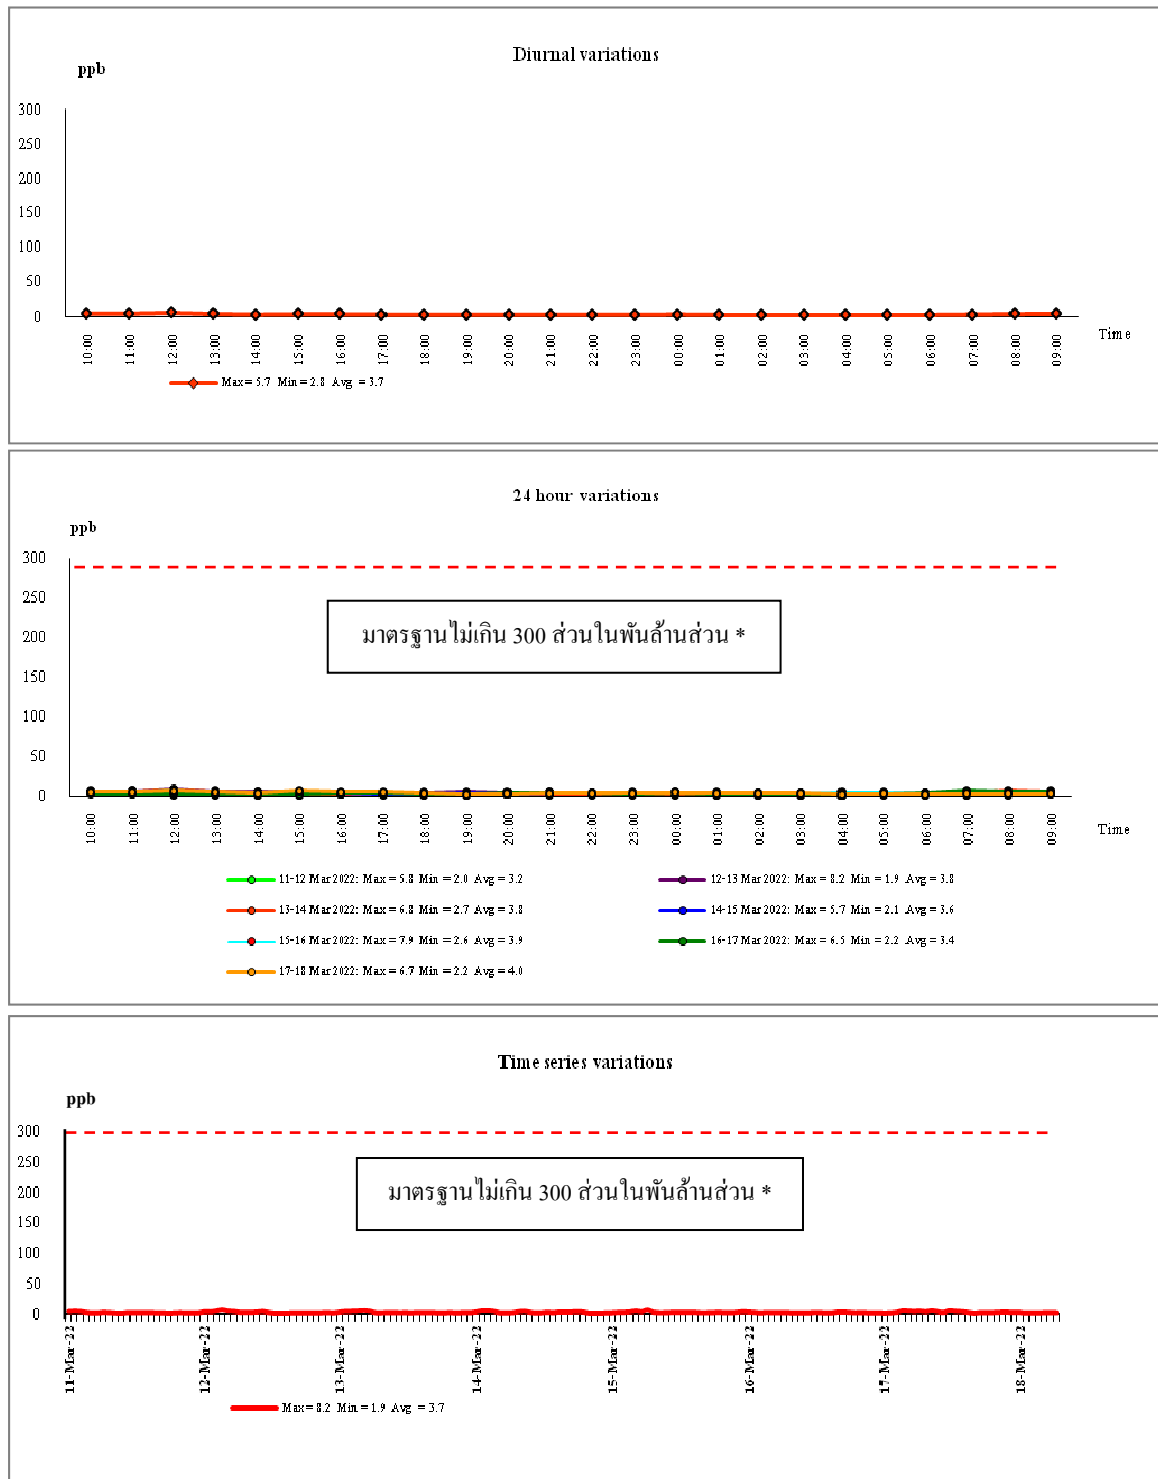 Diurnal variations
ppb
300
250
200
150
100
50
0
10:00 11:00 12:00 13:00 14:00 15:00 16:00 17:00 18:00 19:00 20:00 21:00 22:00 23:00 00:00 01:00 02:00 03:00 04:00 05:00 06:00 07:00 08:00 09:00
Time
Max = 5.7 Min = 2.8 Avg = 3.7
24 hour variations
ppb
300
250
200
150
100
50
0
มาตรฐานไม่เกิน 300 ส่วนในพันล้านส่วน *
10:00 11:00 12:00 13:00 14:00 15:00 16:00 17:00 18:00 19:00 20:00 21:00 22:00 23:00 00:00 01:00 02:00 03:00 04:00 05:00 06:00 07:00 08:00 09:00
Time
11-12 Mar 2022: Max = 5.8 Min = 2.0 Avg = 3.2
12-13 Mar 2022: Max = 8.2 Min = 1.9 Avg = 3.8
13-14 Mar 2022: Max = 6.8 Min = 2.7 Avg = 3.8
14-15 Mar 2022: Max = 5.7 Min = 2.1 Avg = 3.6
15-16 Mar 2022: Max = 7.9 Min = 2.6 Avg = 3.9
16-17 Mar 2022: Max = 6.5 Min = 2.2 Avg = 3.4
17-18 Mar 2022: Max = 6.7 Min = 2.2 Avg = 4.0
Time series variations
ppb
300
250
200
150
100
50
0
มาตรฐานไม่เกิน 300 ส่วนในพันล้านส่วน *
11-Mar-22 12-Mar-22 13-Mar-22 14-Mar-22 15-Mar-22 16-Mar-22 17-Mar-22 18-Mar-22
Max = 8.2 Min = 1.9 Avg = 3.7